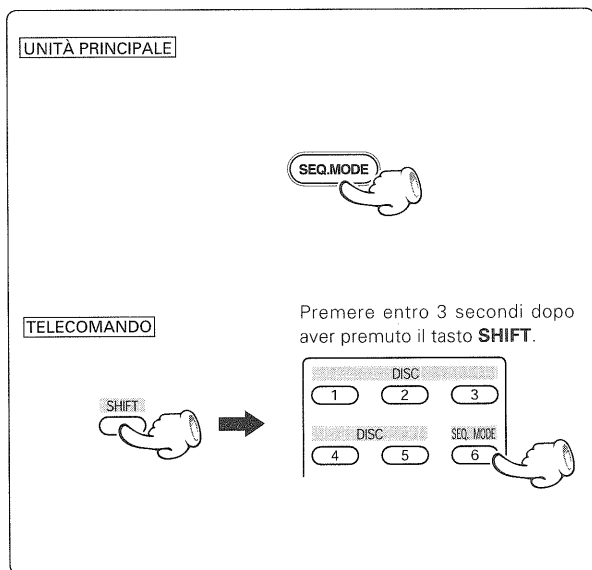 UNITÀ PRINCIPALE
SEQ.MODE
TELECOMANDO
Premere entro 3 secondi dopo
aver premuto il tasto SHIFT.
SHIFT
DISC
1 2 3
DISC SEQ. MODE
4 5 6